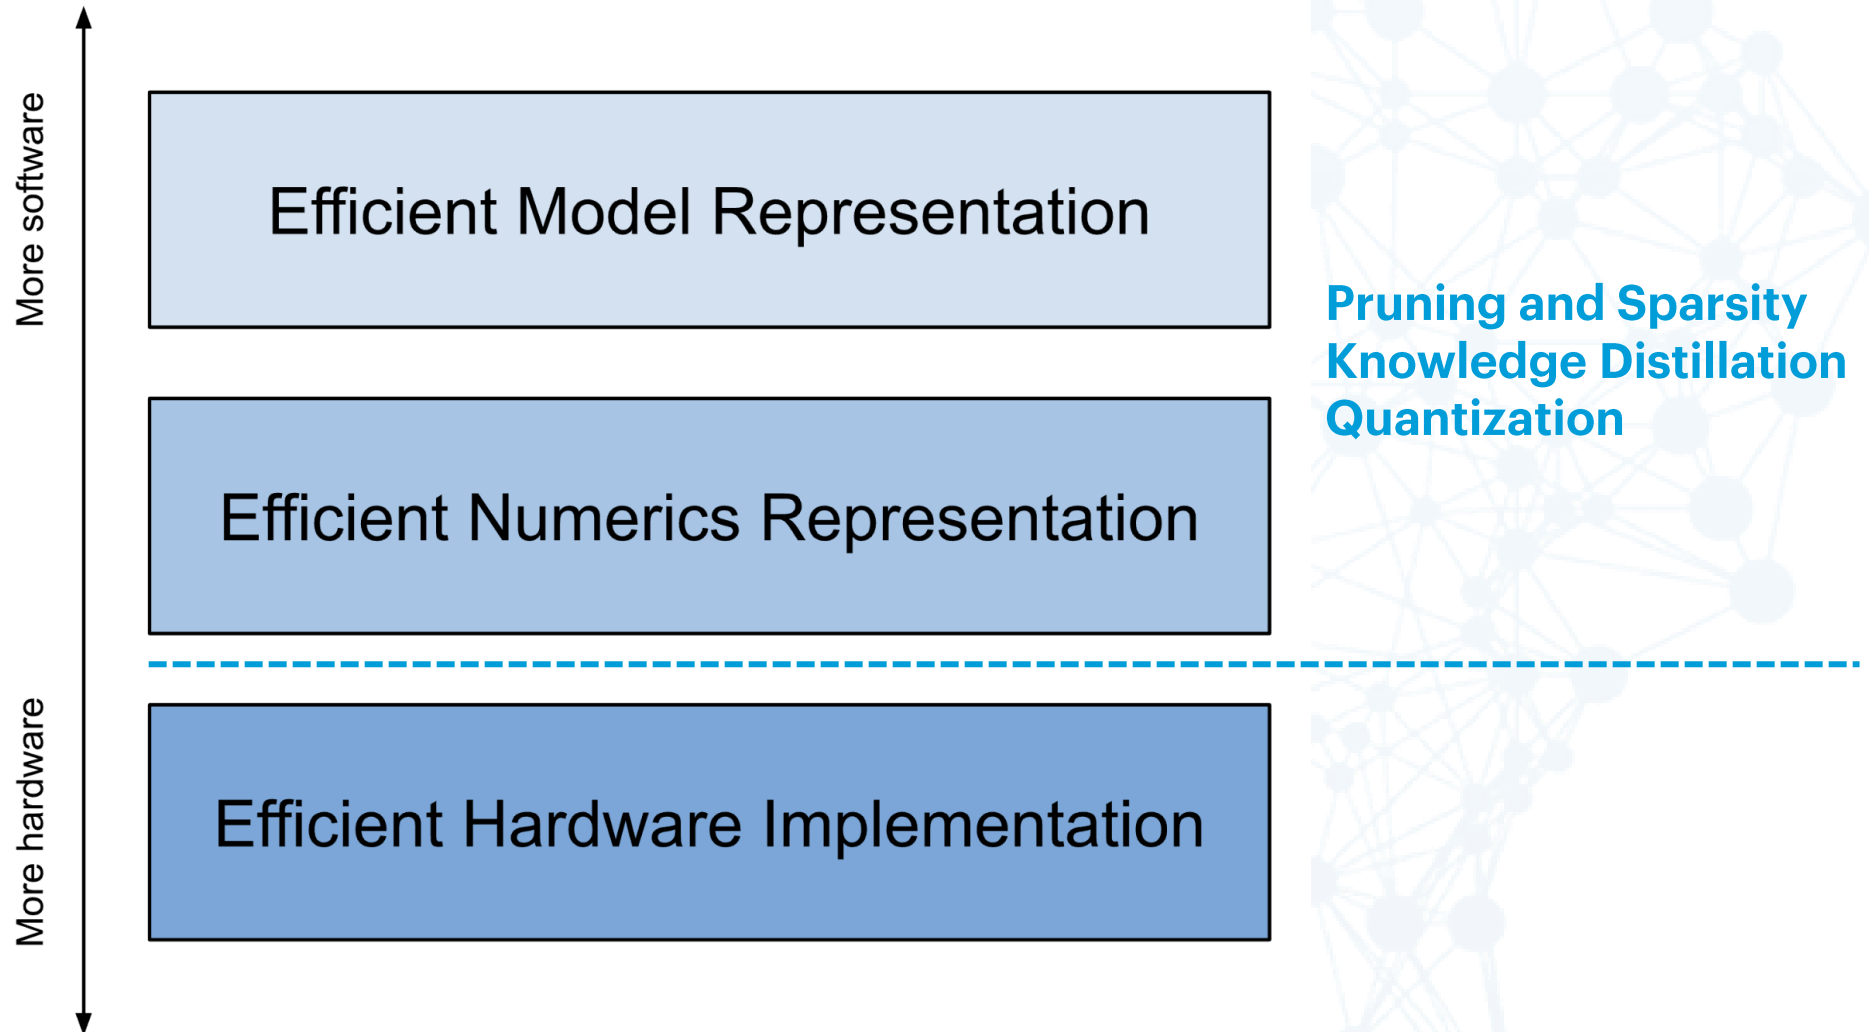 More software
Efficient Model Representation
Pruning and Sparsity
Knowledge Distillation
Quantization
Efficient Numerics Representation
More hardware
Efficient Hardware Implementation